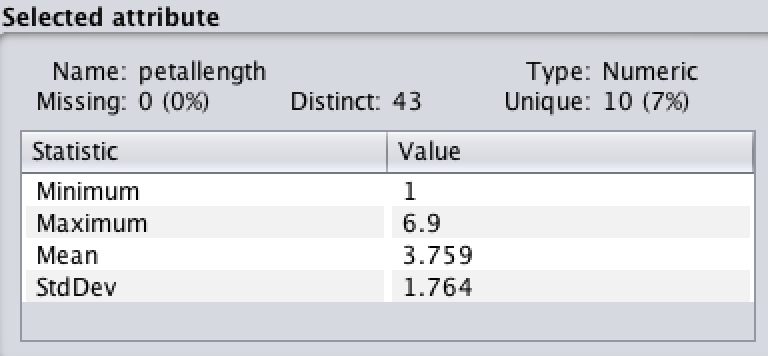 Selected attribute
Name: petallength Type: Numeric
Missing: 0 (0%) Distinct: 43 Unique: 10 (7%)
Statistic Value
Minimum 1
Maximum 6.9
Mean 3.759
StdDev 1.764